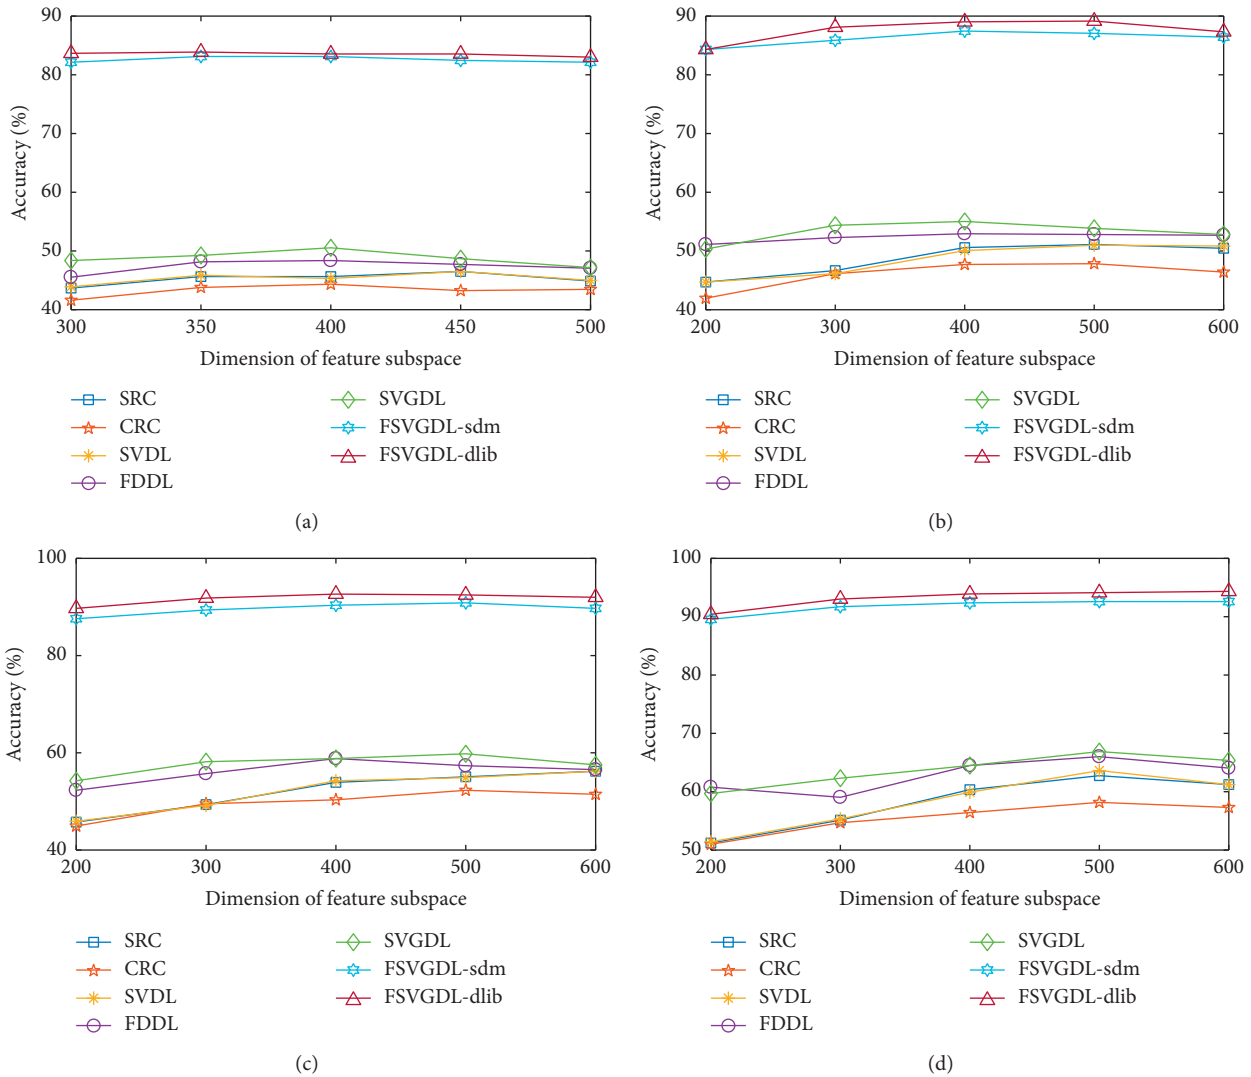 90
80
70
60
50
40
Accuracy (%)
300 350 400 450 500
Dimension of feature subspace
SRC
CRC
SVDL
FDDL
SVGDL
FSVGDL-sdm
FSVGDL-dlib
(a)
90
80
70
60
50
40
Accuracy (%)
200 300 400 500 600
Dimension of feature subspace
SRC
CRC
SVDL
FDDL
SVGDL
FSVGDL-sdm
FSVGDL-dlib
(b)
100
80
60
40
Accuracy (%)
200 300 400 500 600
Dimension of feature subspace
SRC
CRC
SVDL
FDDL
SVGDL
FSVGDL-sdm
FSVGDL-dlib
(c)
100
90
80
70
60
50
Accuracy (%)
200 300 400 500 600
Dimension of feature subspace
SRC
CRC
SVDL
FDDL
SVGDL
FSVGDL-sdm
FSVGDL-dlib
(d)